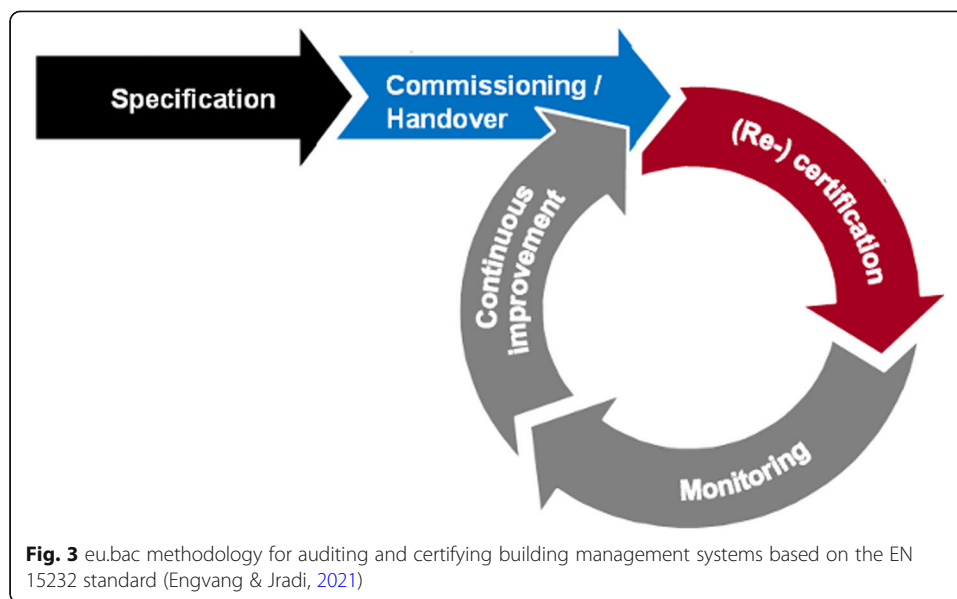 Specification
Commissioning /
Handover
(Re-) certification
Monitoring
Continuous
improvement
Fig. 3 eu.bac methodology for auditing and certifying building management systems based on the EN
15232 standard (Engvang & Jradi, 2021)